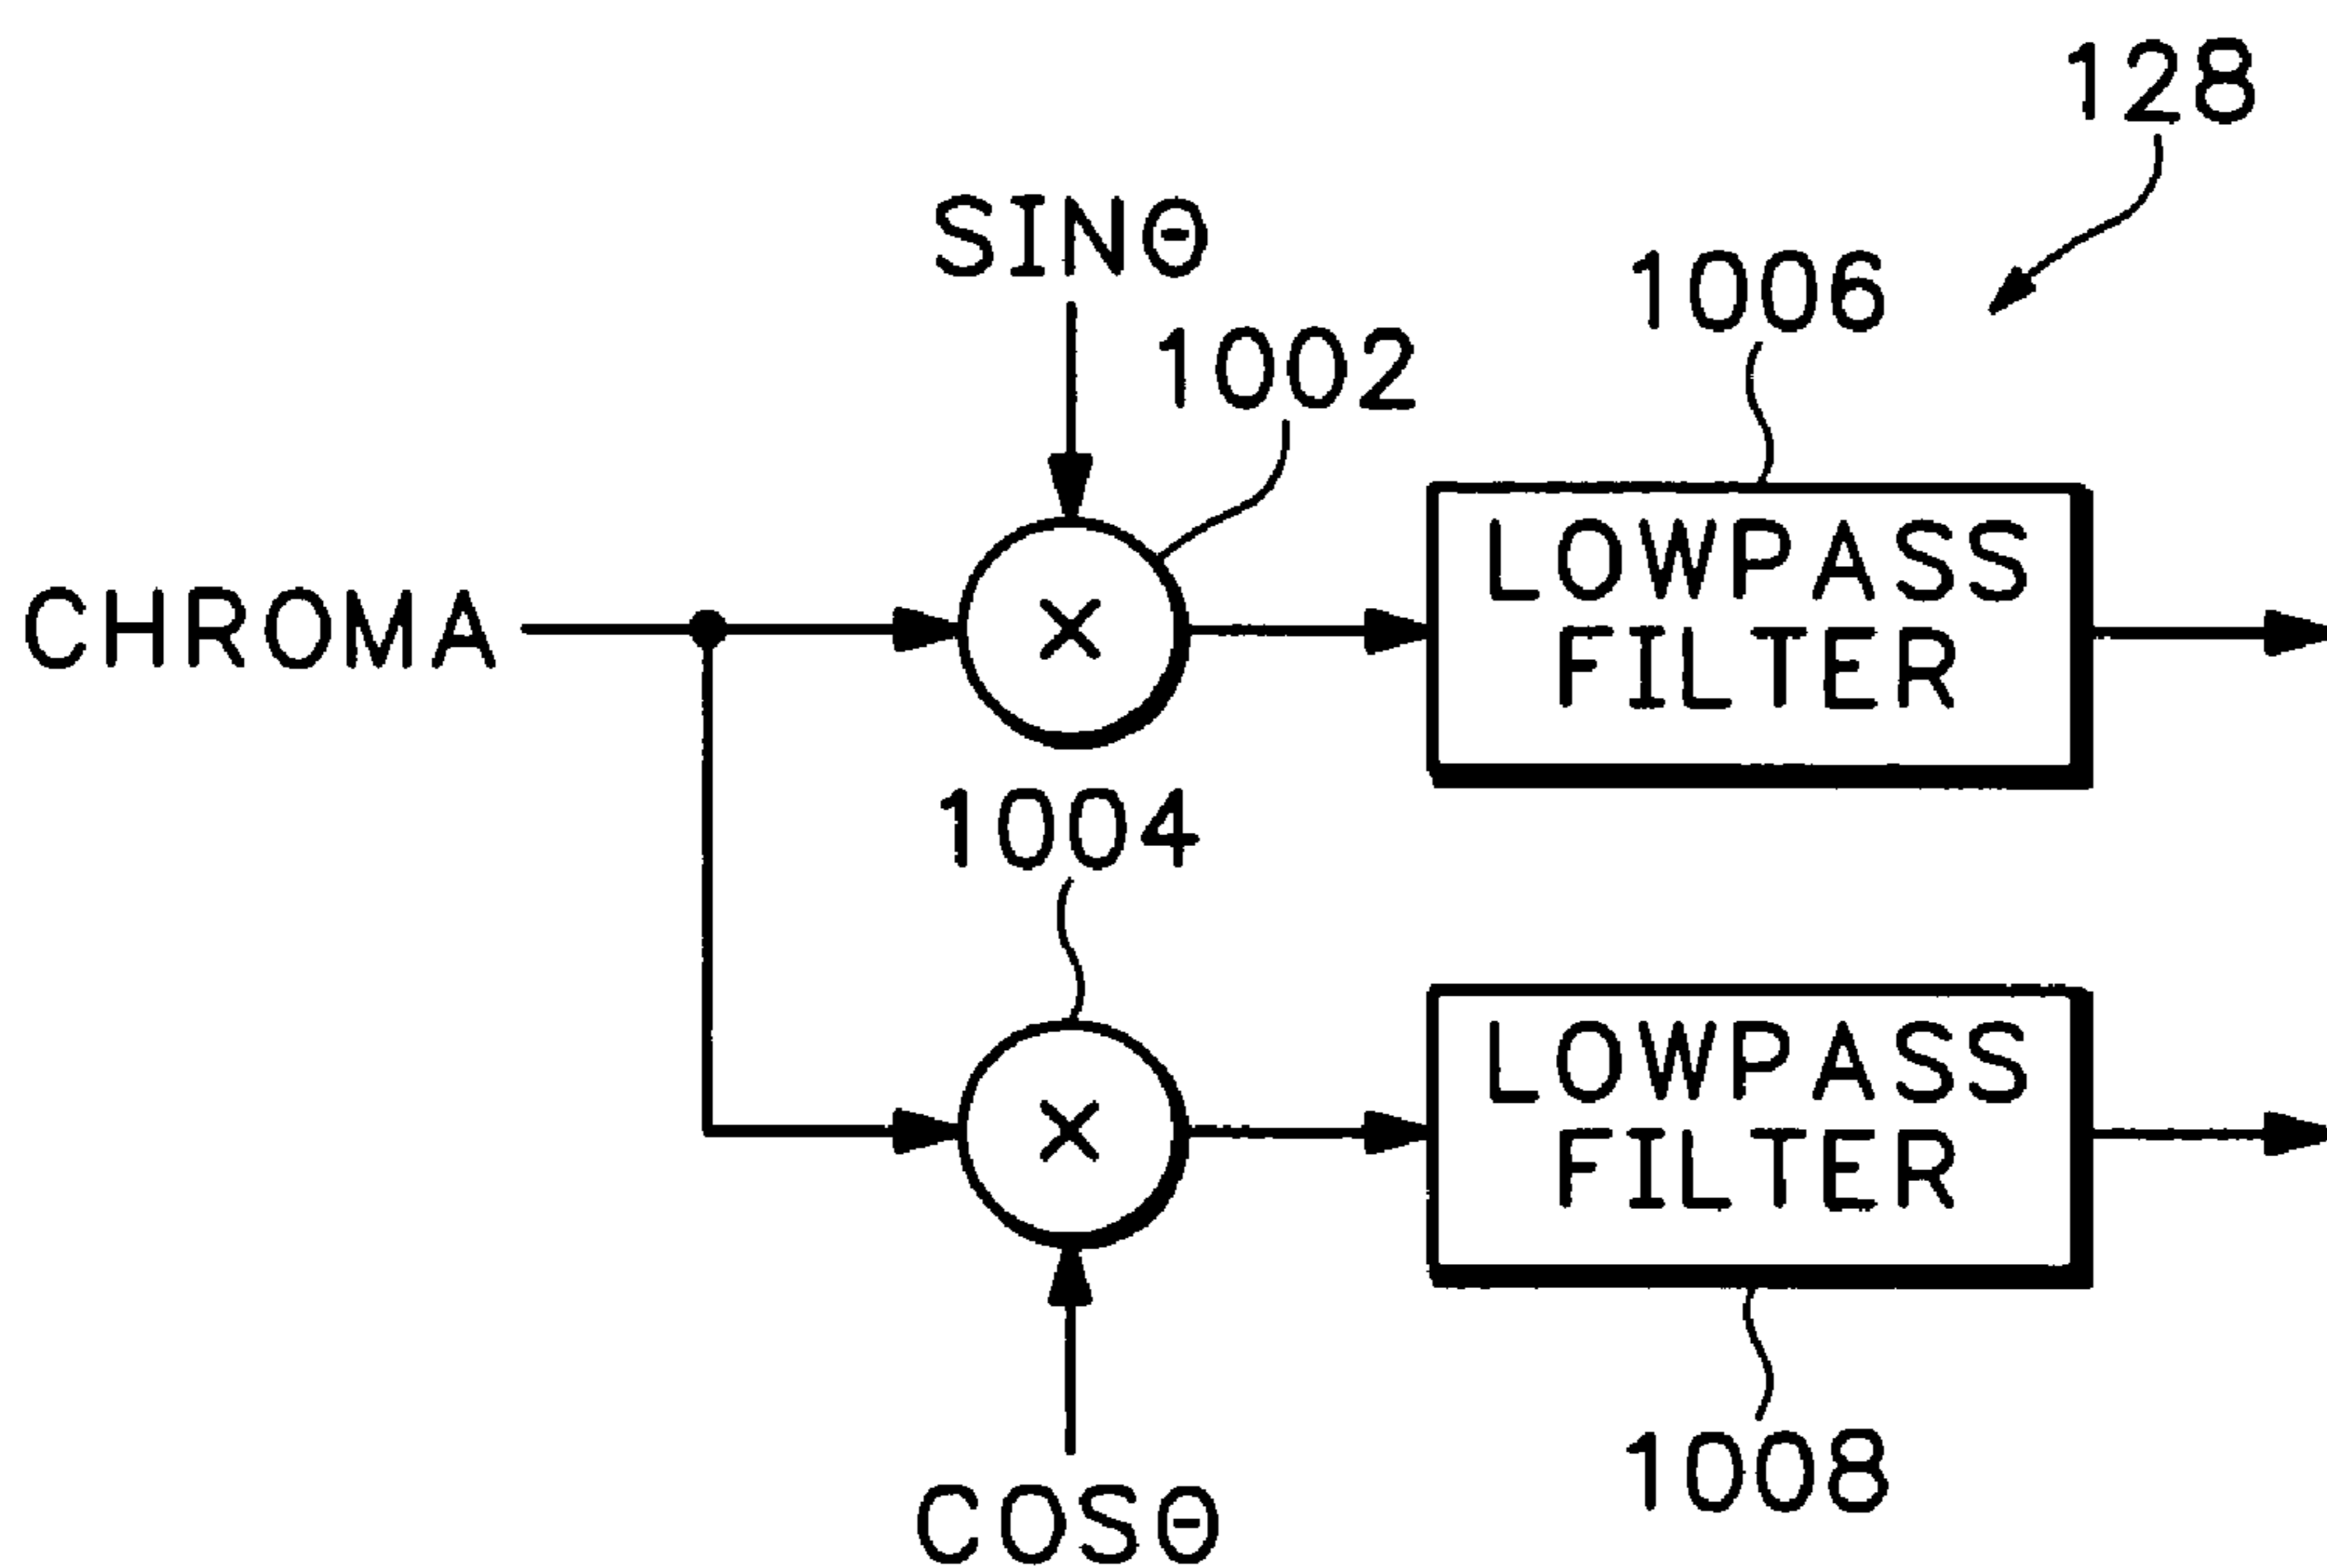 128
SINΘ
1006
1002
LOWPASS
FILTER
CHROMA
1004
LOWPASS
FILTER
1008
COSΘ